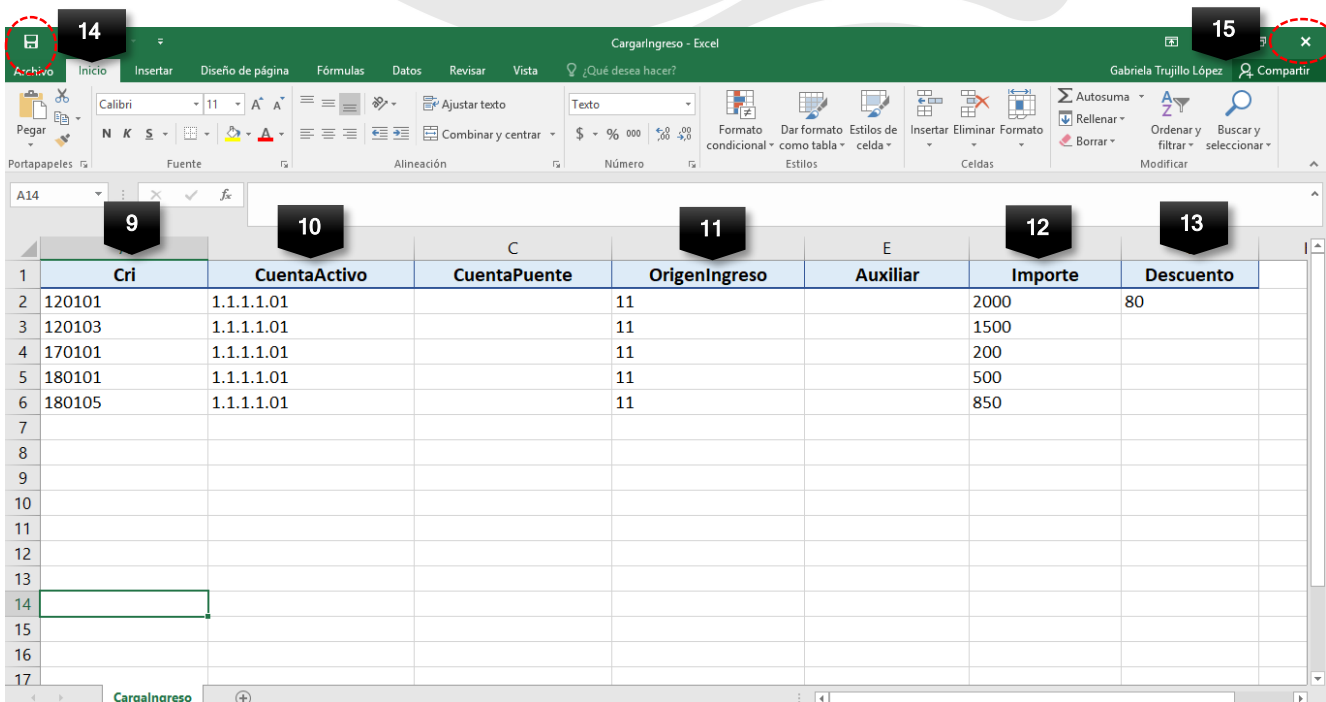 14
15
CargarIngreso - Excel
Archivo Inicio Insertar Diseño de página Fórmulas Datos Revisar Vista ¿Qué desea hacer? Gabriela Trujillo López Compartir
Calibri 11 Ajustar texto Texto Autosuma
Rellenar
Borrar
Pegar N K S Combinar y centrar $ % 000
Formato condicional Dar formato como tabla Estilos de celda Insertar Eliminar Formato Ordenar y filtrar Buscar y seleccionar
Portapapeles Fuente Alineación Número Estilos Celdas Modificar
A14 fx
9 10 11 12 13
C E
1 Cri CuentaActivo CuentaPuente OrigenIngreso Auxiliar Importe Descuento
2 120101 1.1.1.1.01 11 2000 80
3 120103 1.1.1.1.01 11 1500
4 170101 1.1.1.1.01 11 200
5 180101 1.1.1.1.01 11 500
6 180105 1.1.1.1.01 11 850
7
8
9
10
11
12
13
14
15
16
17
CargaIngreso